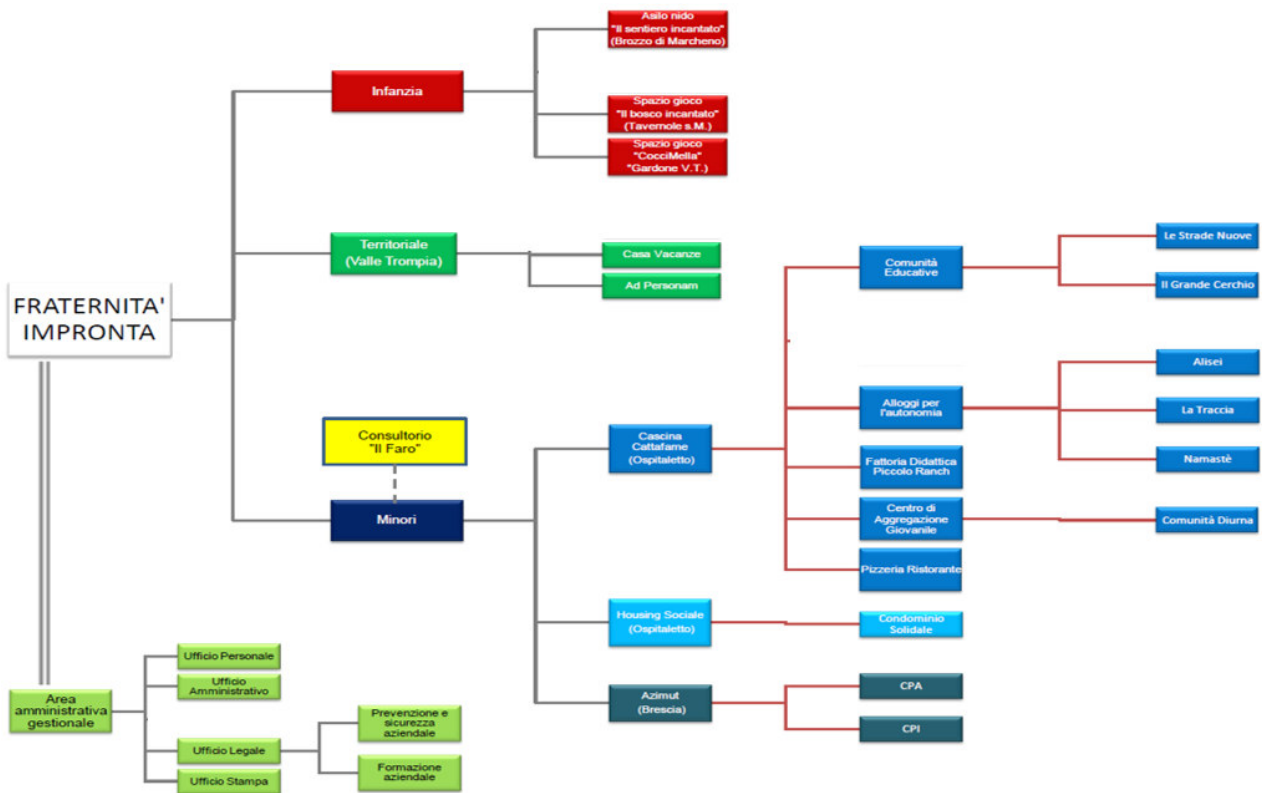 Asilo nido
"Il sentiero incantato"
(Brozzo di Marcheno)
Infanzia
Spazio gioco
"Il bosco incantato"
(Tavernole s.M.)
Spazio gioco
"CocciMella"
"Gardone V.T.)
Territoriale
(Valle Trompia)
Casa Vacanze
Ad Personam
Comunità
Educative
Le Strade Nuove
Il Grande Cerchio
FRATERNITA'
IMPRONTA
Alloggi per
l'autonomia
Alisei
La Traccia
Namastè
Consultorio
"Il Faro"
Minori
Cascina
Cattafame
(Ospitaletto)
Fattoria Didattica
Piccolo Ranch
Centro di
Aggregazione
Giovanile
Comunità Diurna
Pizzeria Ristorante
Housing Sociale
(Ospitaletto)
Condominio
Solidale
Azimut
(Brescia)
CPA
CPI
Area
amministrativa
gestionale
Ufficio Personale
Ufficio
Amministrativo
Ufficio Legale
Ufficio Stampa
Prevenzione e
sicurezza
aziendale
Formazione
aziendale